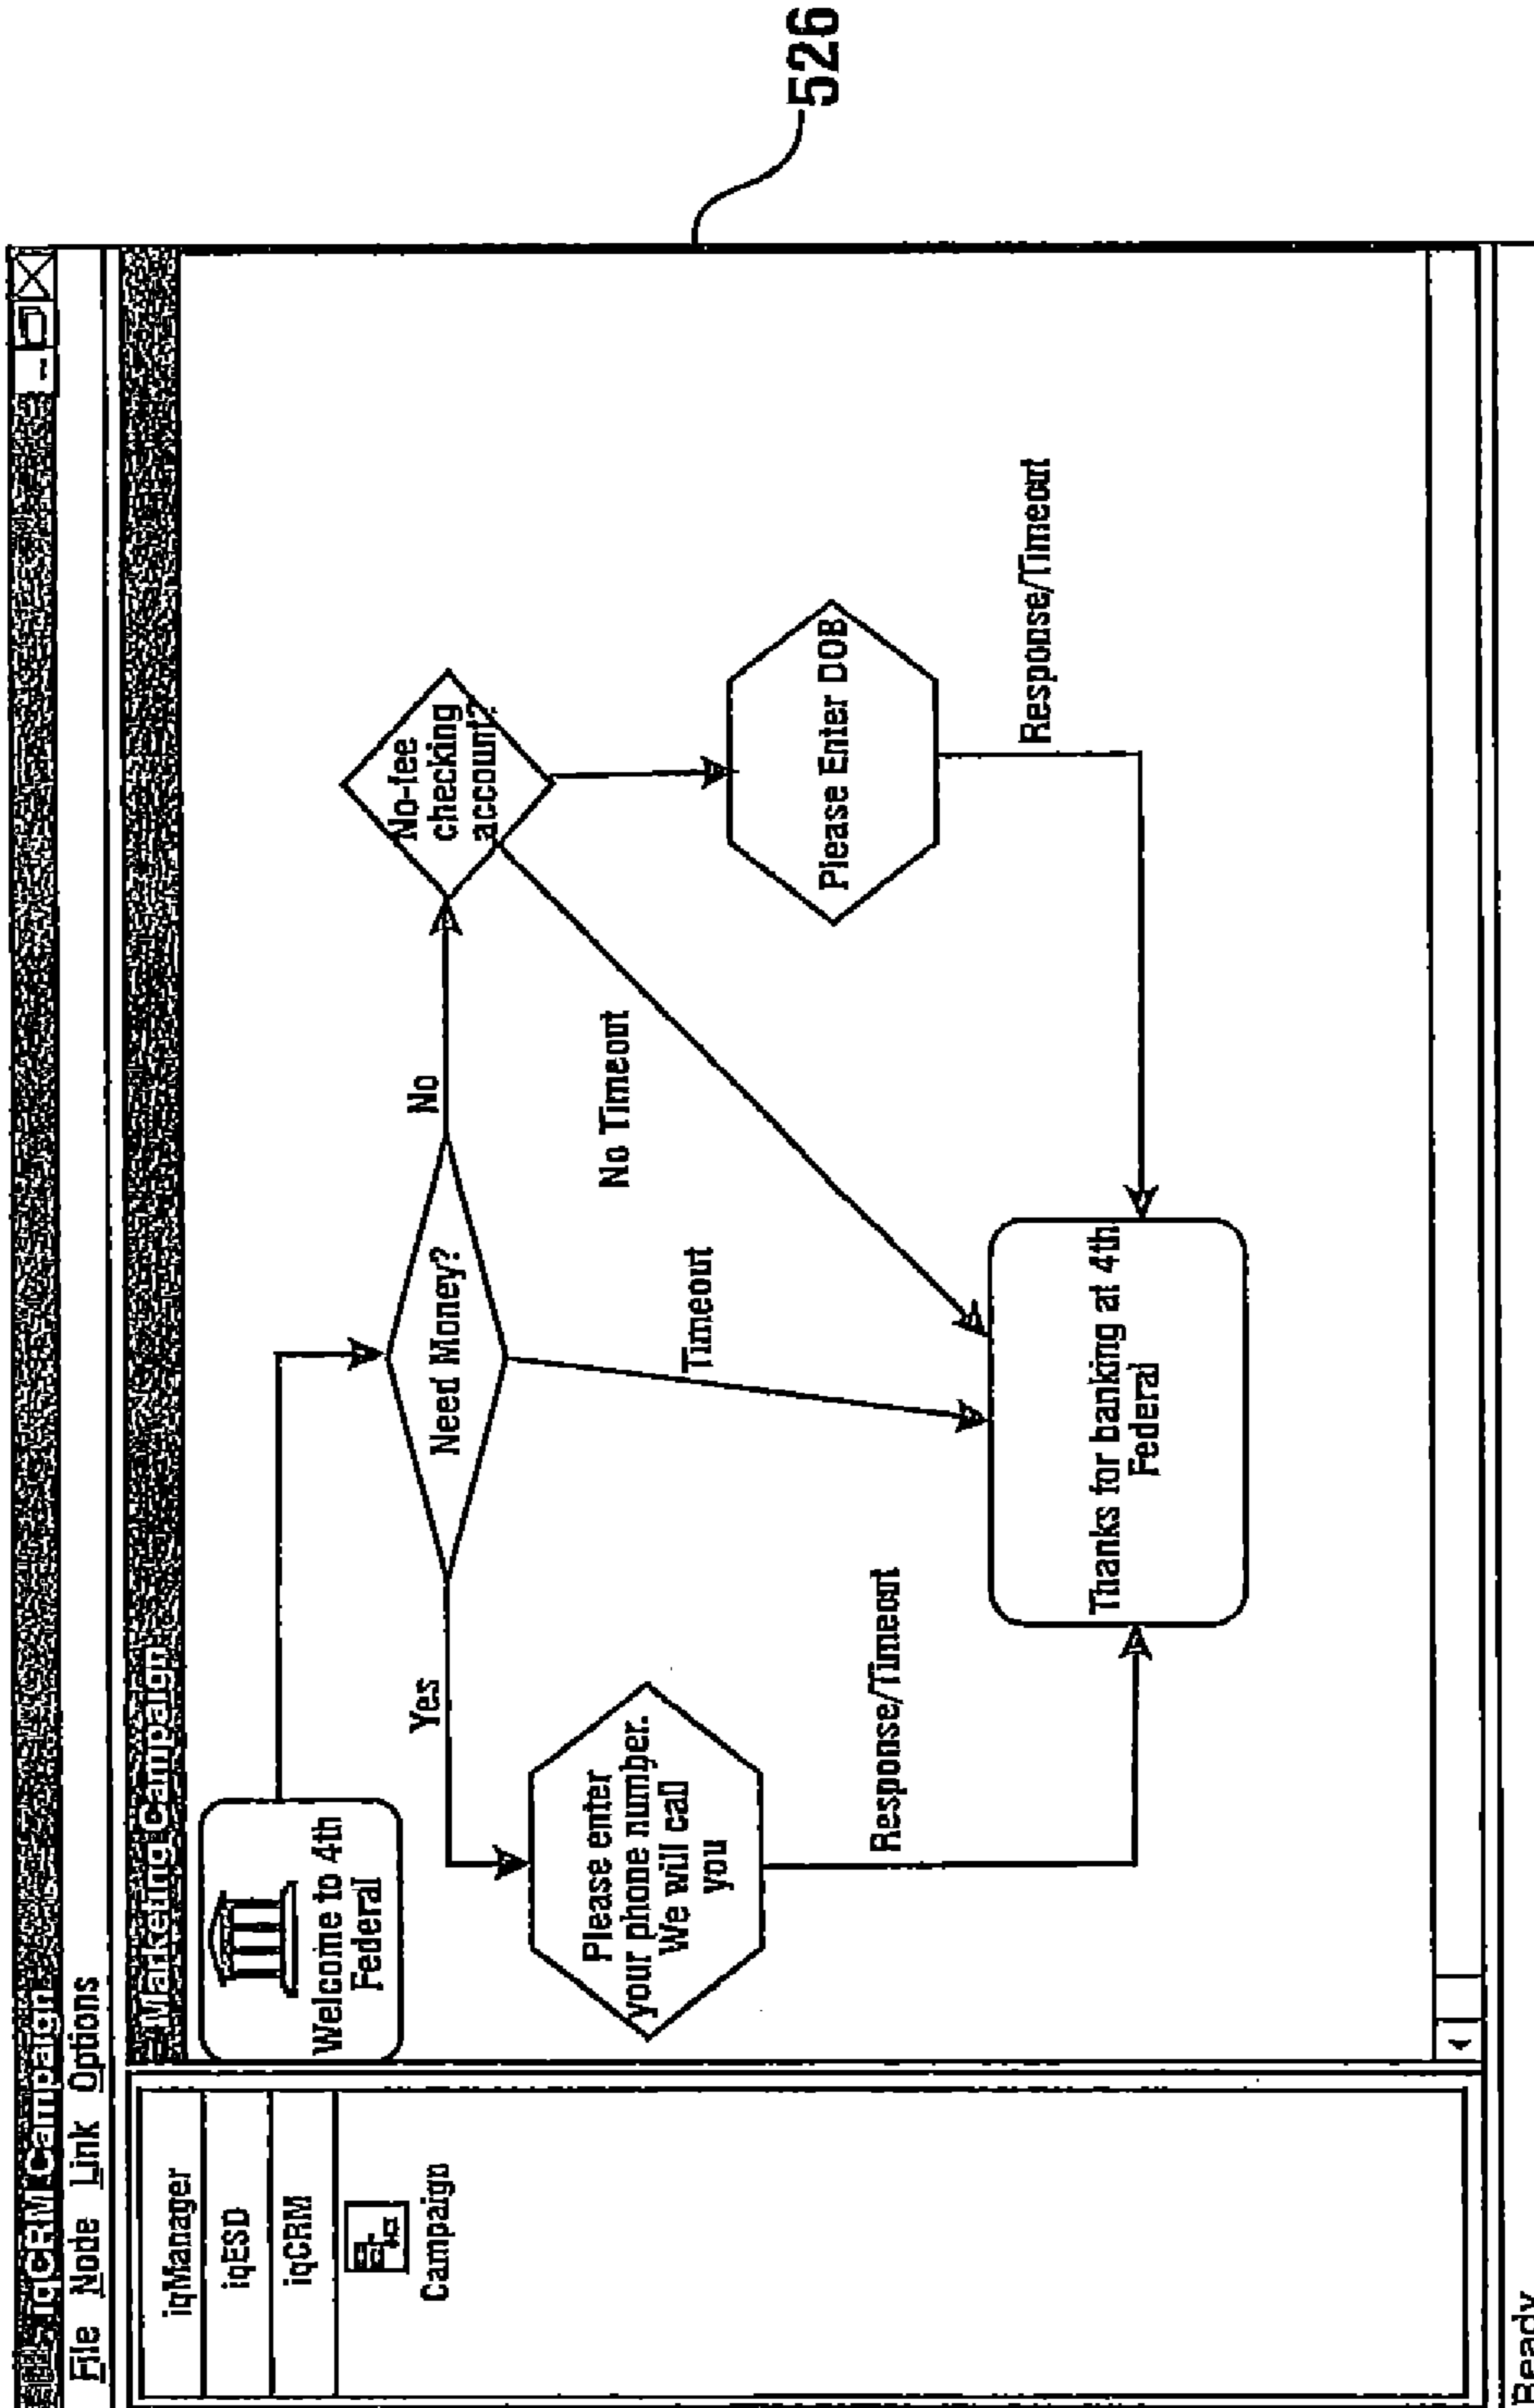 iqCRM Campaign
File Node Link Options
iqManager
iqESD
iqCRM
Campaign
Marketing Campaign
Welcome to 4th
Federal
Need Money?
Yes
No
No-fee
checking
account?
Please enter
your phone number.
We will call
you
Timeout
No Timeout
Please Enter DOB
Response/Timeout
Response/Timeout
Thanks for banking at 4th
Federal
Ready
526